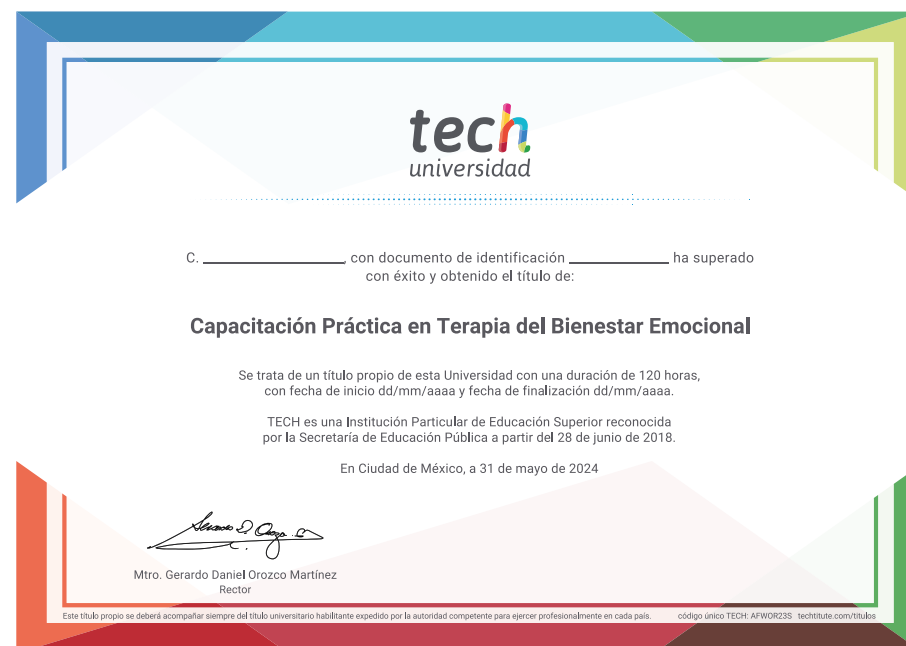 tech
universidad
C. ____________________, con documento de identificación ______________ ha superado
con éxito y obtenido el título de:
Capacitación Práctica en Terapia del Bienestar Emocional
Se trata de un título propio de esta Universidad con una duración de 120 horas,
con fecha de inicio dd/mm/aaaa y fecha de finalización dd/mm/aaaa.
TECH es una Institución Particular de Educación Superior reconocida
por la Secretaría de Educación Pública a partir del 28 de junio de 2018.
En Ciudad de México, a 31 de mayo de 2024
Mtro. Gerardo Daniel Orozco Martínez
Rector
Este título propio se deberá acompañar siempre del título universitario habilitante expedido por la autoridad competente para ejercer profesionalmente en cada país. código único TECH: AFWOR23S techtitute.com/titulos